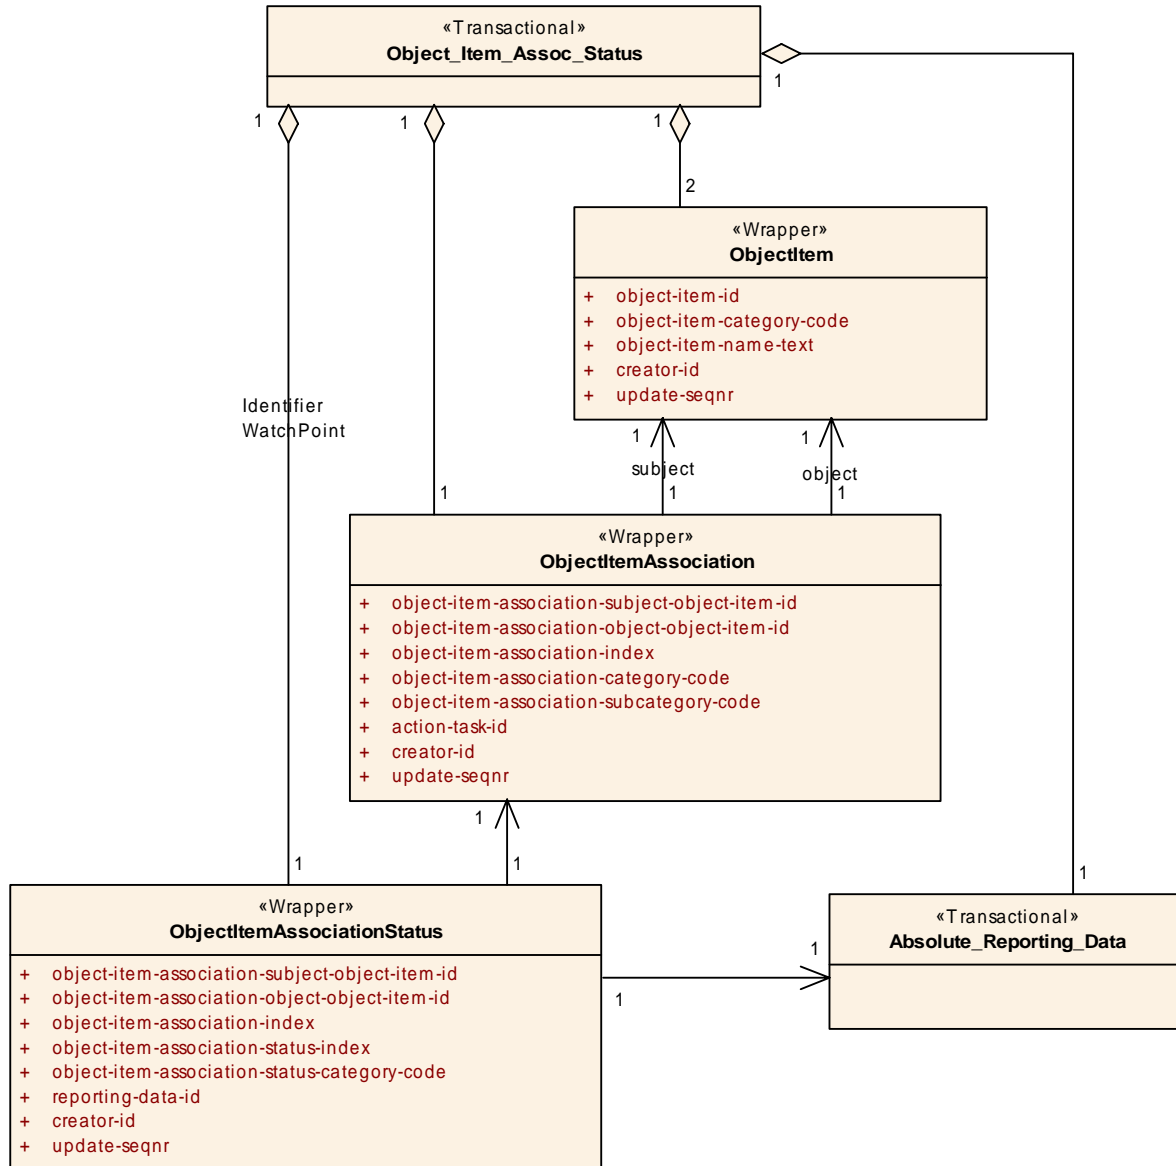 «Transactional»
Object_Item_Assoc_Status
1
1
1
1
2
«Wrapper»
ObjectItem
+ object-item-id
+ object-item-category-code
+ object-item-name-text
+ creator-id
+ update-seqnr
Identifier
WatchPoint
1
1
subject
object
1
1
1
«Wrapper»
ObjectItemAssociation
+ object-item-association-subject-object-item-id
+ object-item-association-object-object-item-id
+ object-item-association-index
+ object-item-association-category-code
+ object-item-association-subcategory-code
+ action-task-id
+ creator-id
+ update-seqnr
1
1
1
1
«Wrapper»
ObjectItemAssociationStatus
+ object-item-association-subject-object-item-id
+ object-item-association-object-object-item-id
+ object-item-association-index
+ object-item-association-status-index
+ object-item-association-status-category-code
+ reporting-data-id
+ creator-id
+ update-seqnr
1
1
«Transactional»
Absolute_Reporting_Data